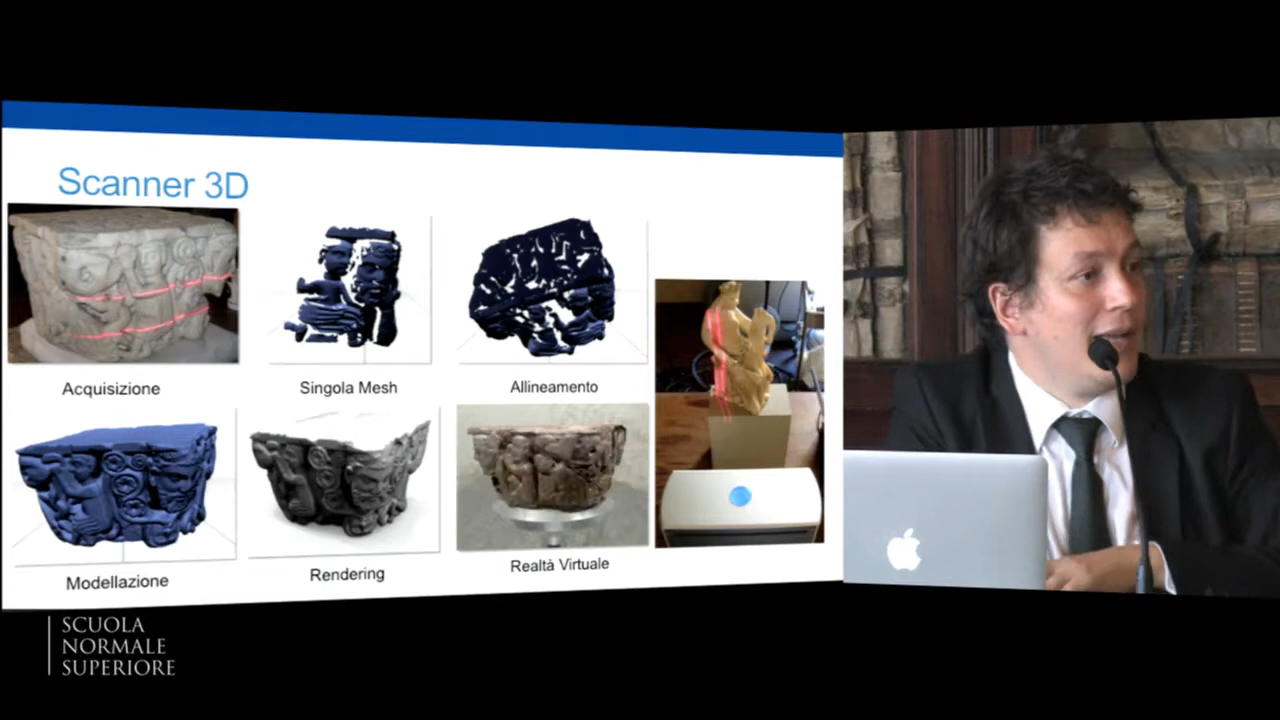 Scanner 3D
Acquisizione
Singola Mesh
Allineamento
Modellazione
Rendering
Realtà Virtuale
SCUOLA
NORMALE
SUPERIORE